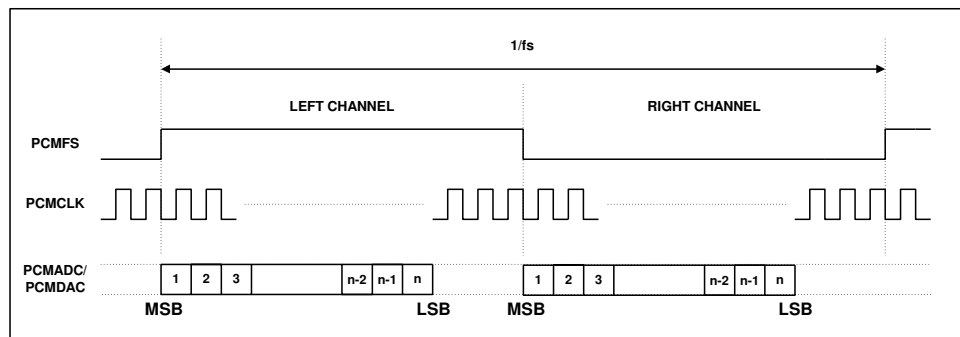 1/fs
LEFT CHANNEL
RIGHT CHANNEL
PCMFS
PCMCLK
PCMADC/
PCMDAC
1 2 3 n-2 n-1 n 1 2 3 n-2 n-1 n
MSB LSB MSB LSB